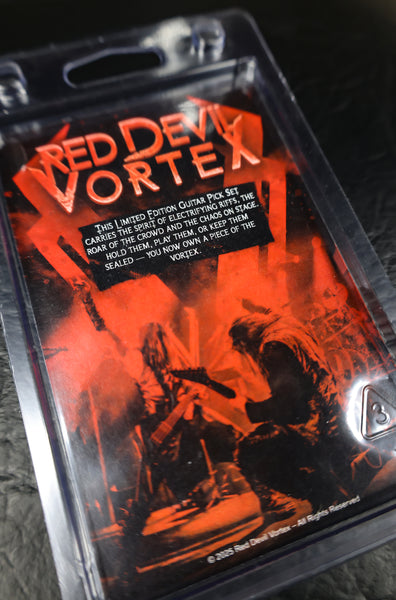 RED DEVIL
VORTEX
THIS LIMITED EDITION GUITAR PICK SET
CARRIES THE SPIRIT OF ELECTRIFYING RIFFS, THE
ROAR OF THE CROWD AND THE CHAOS ON STAGE.
HOLD THEM, PLAY THEM, OR KEEP THEM
SEALED — YOU NOW OWN A PIECE OF THE
VORTEX.
3
© 2025 Red Devil Vortex – All Rights Reserved